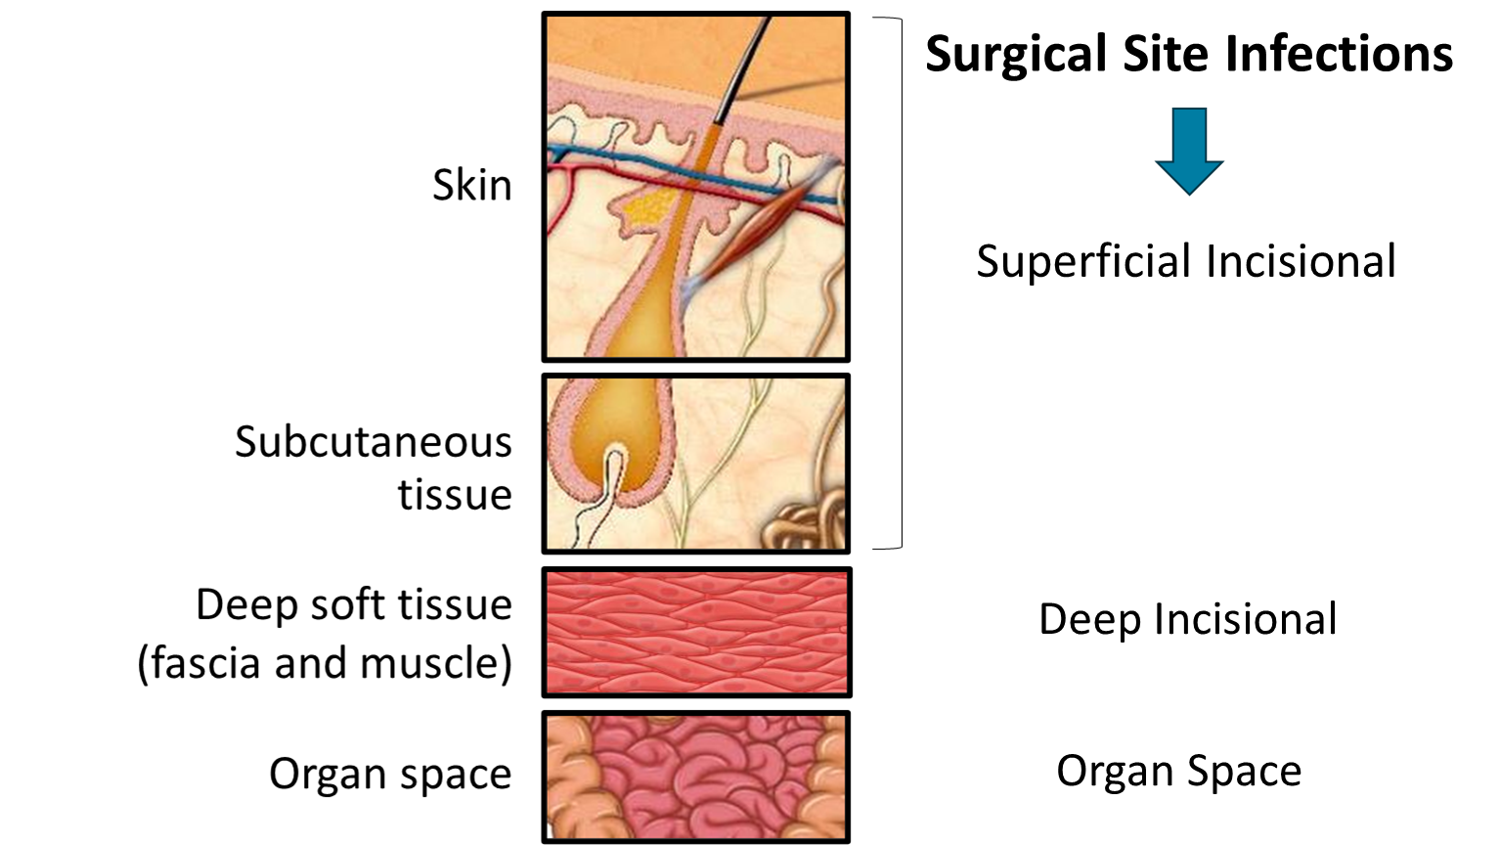 Surgical Site Infections
Skin
Superficial Incisional
Subcutaneous
tissue
Deep soft tissue
(fascia and muscle)
Deep Incisional
Organ space
Organ Space